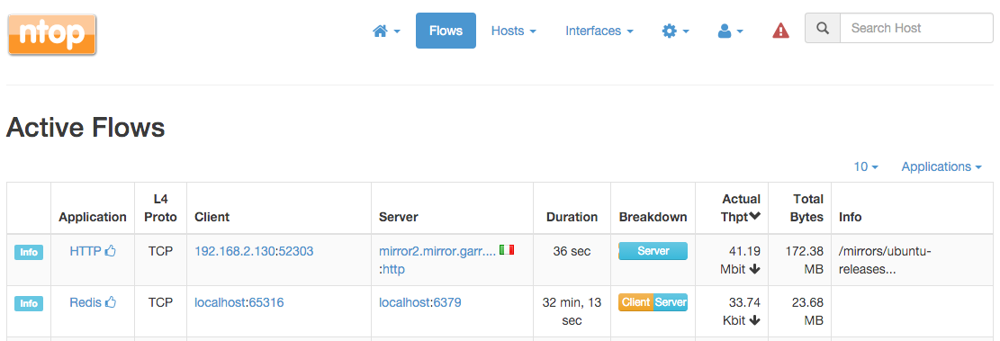 ntop
Flows
Hosts
Interfaces
Search Host
Active Flows
10
Applications
Application
L4 Proto
Client
Server
Duration
Breakdown
Actual Thpt
Total Bytes
Info
Info
HTTP
TCP
192.168.2.130:52303
mirror2.mirror.garr....
:http
36 sec
Server
41.19
Mbit
172.38
MB
/mirrors/ubuntu-
releases...
Info
Redis
TCP
localhost:65316
localhost:6379
32 min, 13
sec
Client Server
33.74
Kbit
23.68
MB